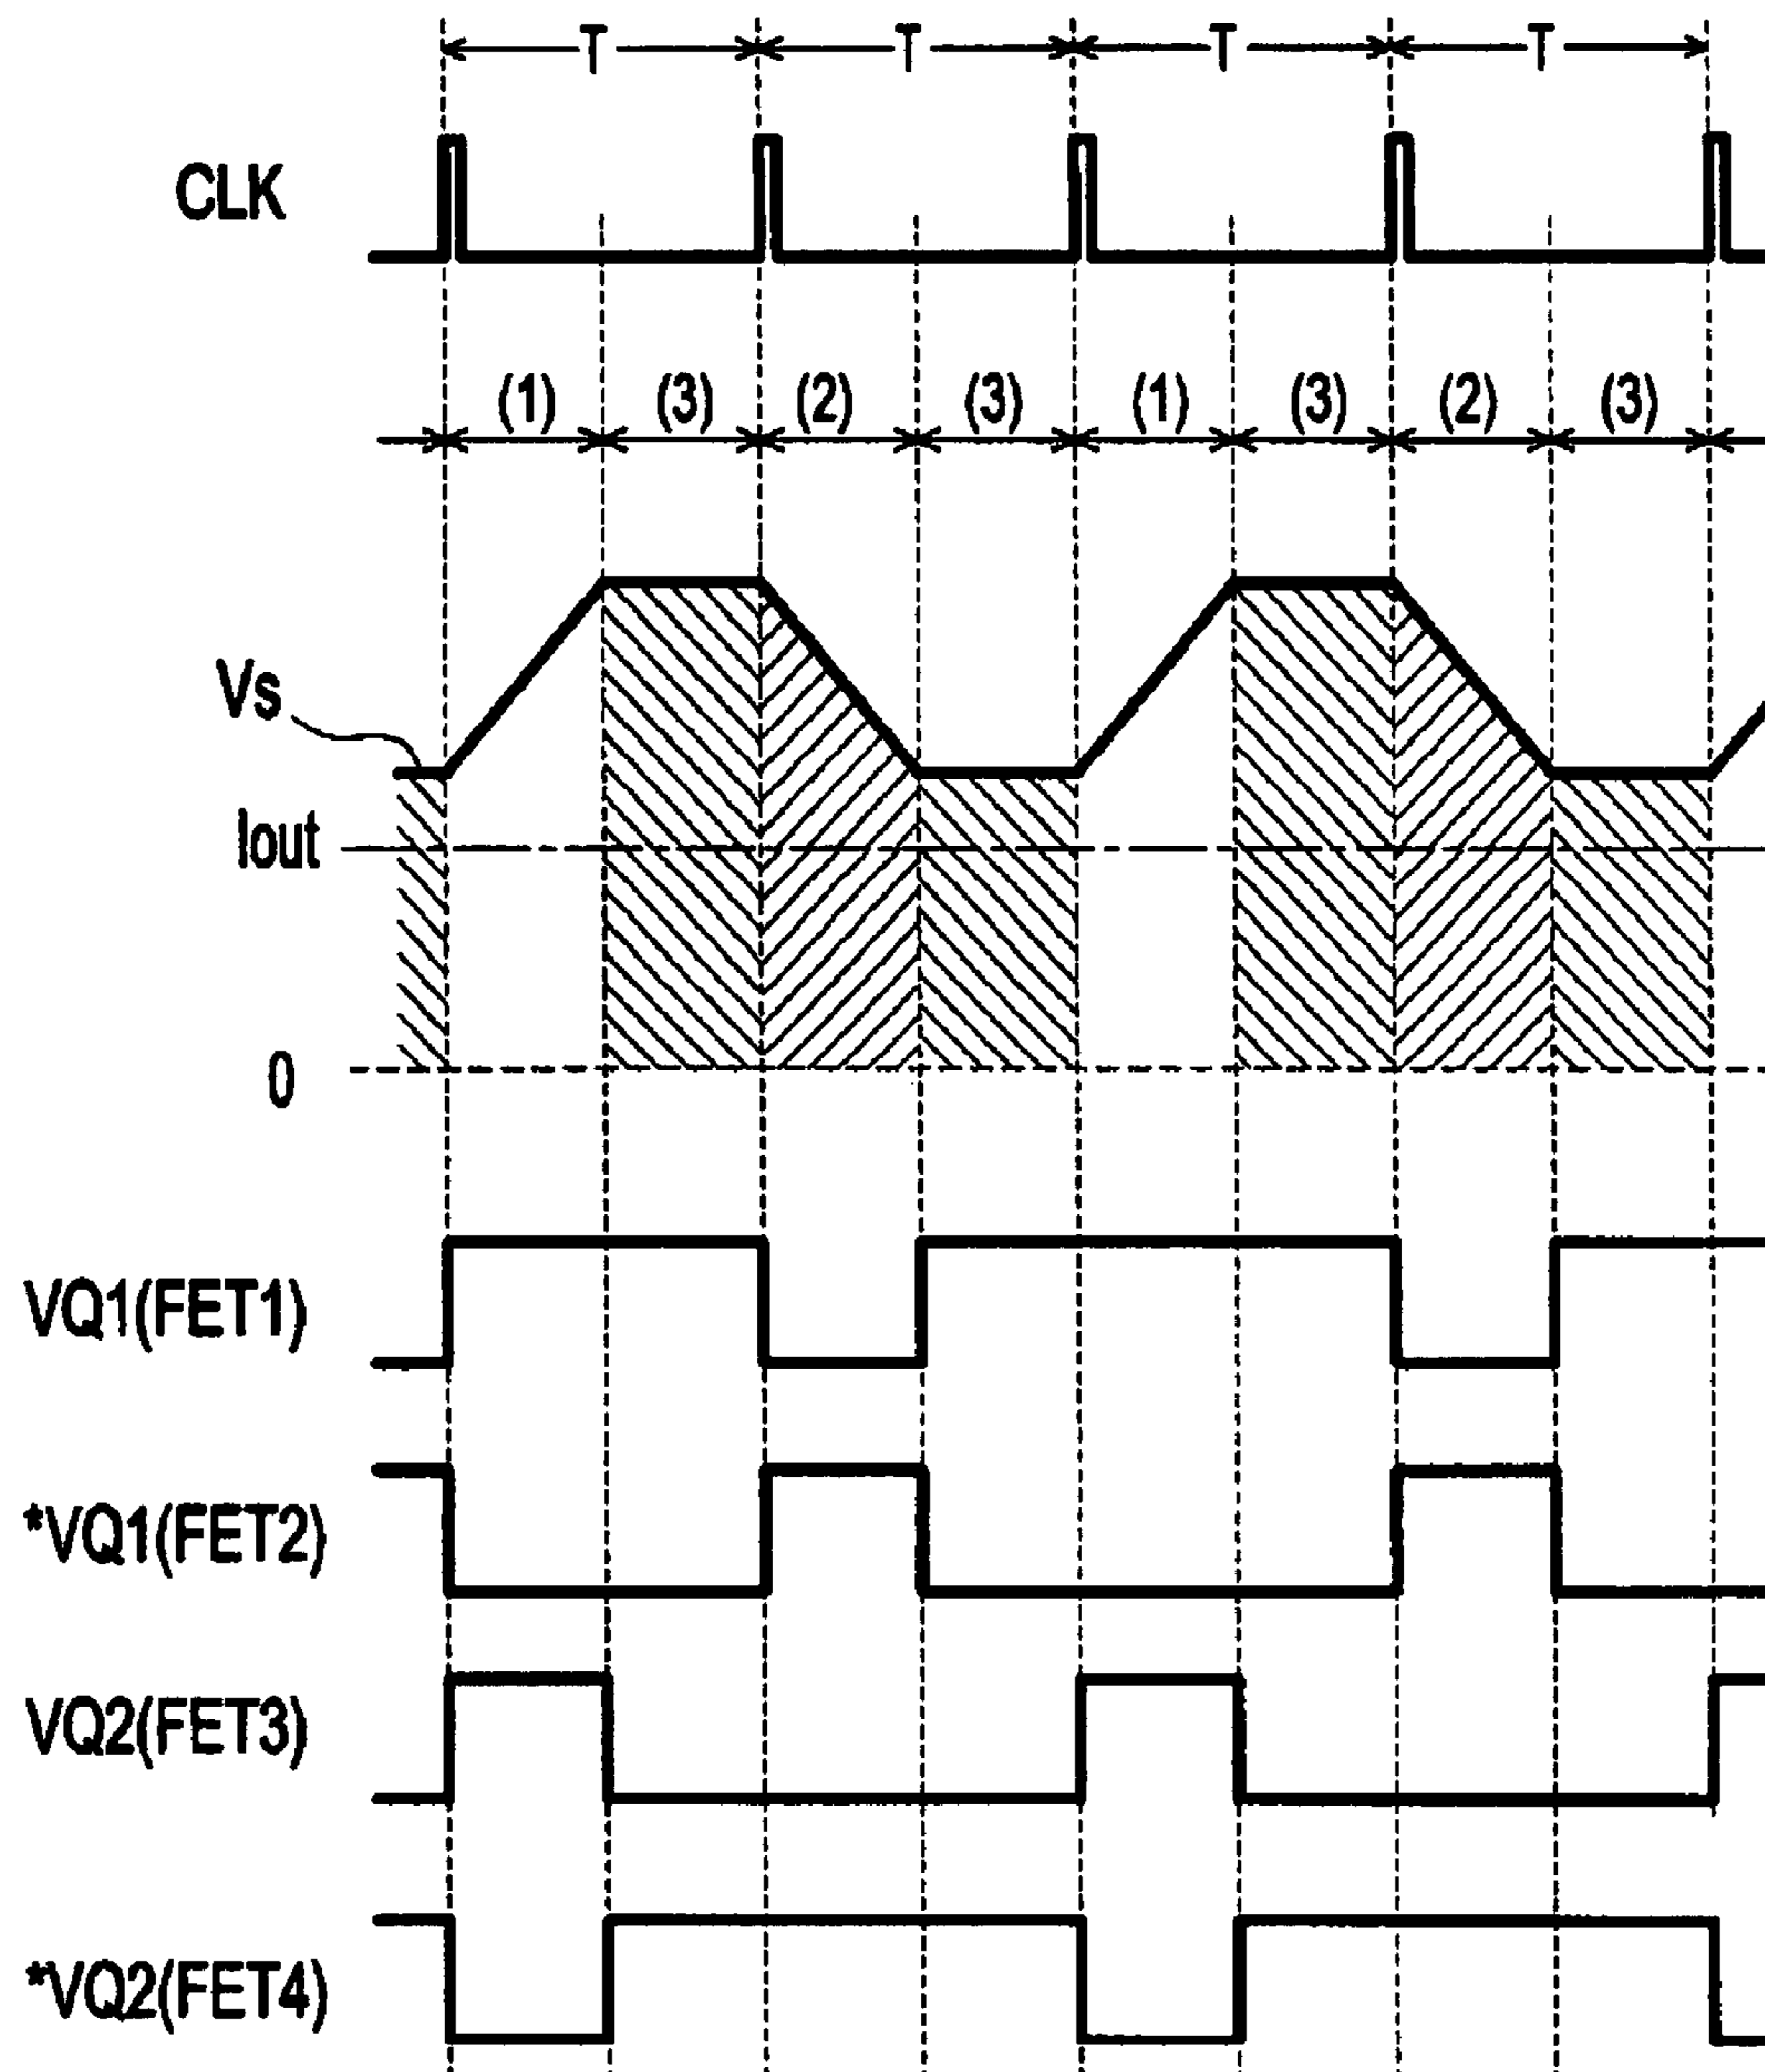 T T T T
CLK
(1) (3) (2) (3) (1) (3) (2) (3)
Vs
Iout
0
VQ1(FET1)
*VQ1(FET2)
VQ2(FET3)
*VQ2(FET4)